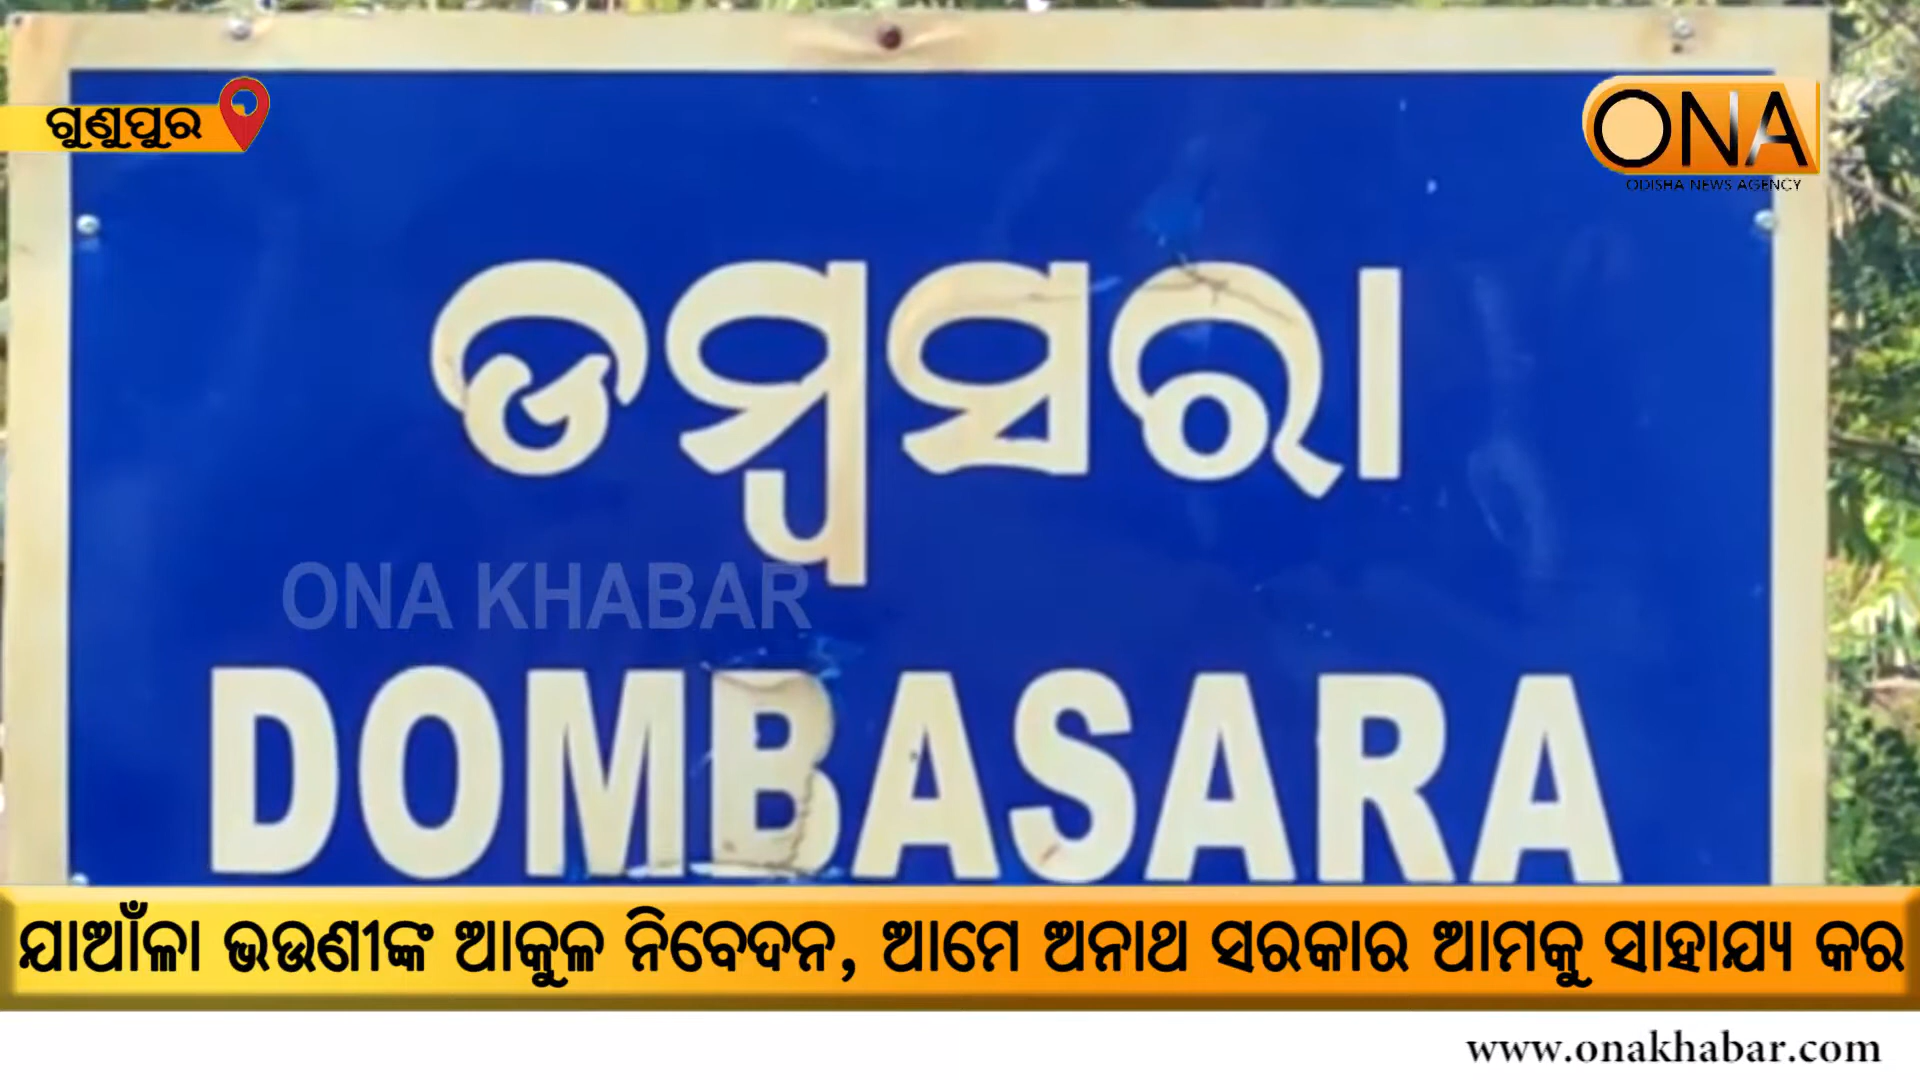 ଗୁଣୁପୁର
ONA
ODISHA NEWS AGENCY
ଡମ୍ବସରା
ONA KHABAR
DOMBASARA
ଯାଆଁଳା ଭଉଣୀଙ୍କ ଆକୁଳ ନିବେଦନ, ଆମେ ଅନାଥ ସରକାର ଆମକୁ ସାହାଯ୍ୟ କର
www.onakhabar.com